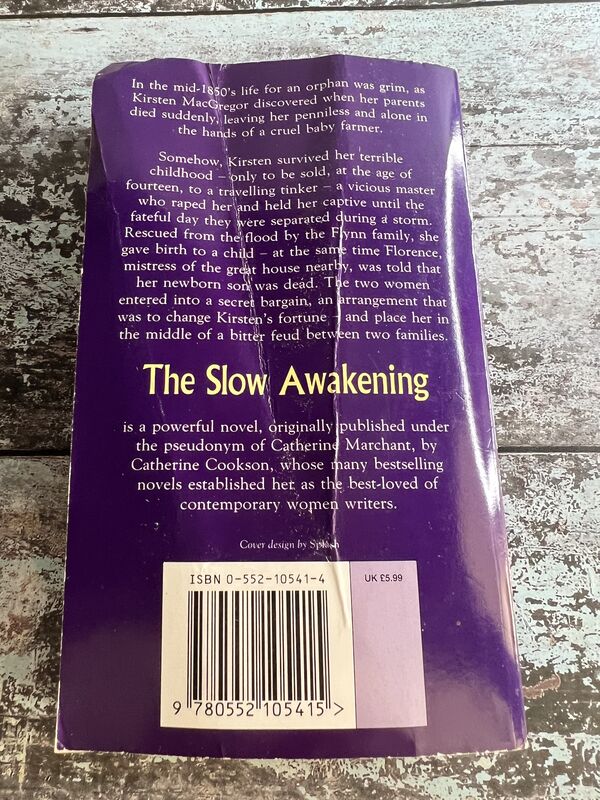 In the mid-1850's life for an orphan was grim, as
Kirsten MacGregor discovered when her parents
died suddenly, leaving her penniless and alone in
the hands of a cruel baby farmer.
Somehow, Kirsten survived her terrible
childhood – only to be sold, at the age of
fourteen, to a travelling tinker – a vicious master
who raped her and held her captive until the
fateful day they were separated during a storm.
Rescued from the flood by the Flynn family, she
gave birth to a child – at the same time Florence,
mistress of the great house nearby, was told that
her newborn son was dead. The two women
entered into a secret bargain, an arrangement that
was to change Kirsten's fortune – and place her in
the middle of a bitter feud between two families.
The Slow Awakening
is a powerful novel, originally published under
the pseudonym of Catherine Marchant, by
Catherine Cookson, whose many bestselling
novels established her as the best-loved of
contemporary women writers.
Cover design by Splash
ISBN 0-552-10541-4
UK £5.99
9 780552 105415 >